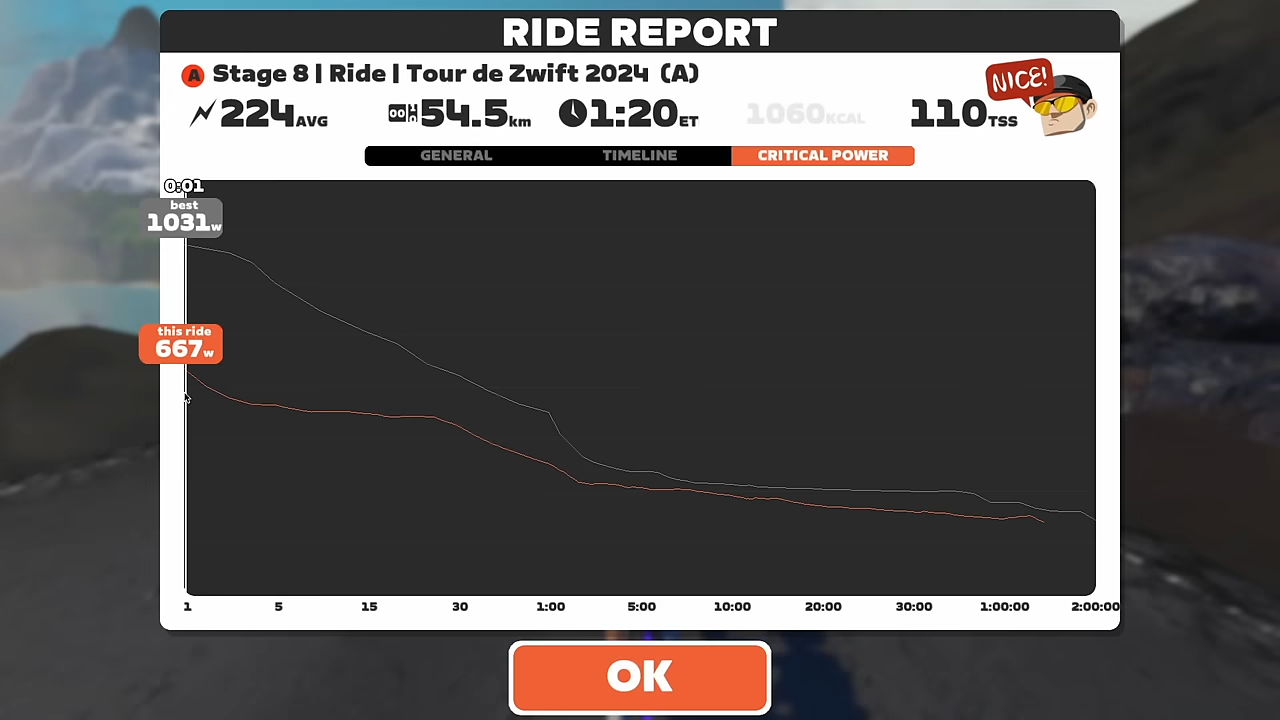 RIDE REPORT
A Stage 8 | Ride | Tour de Zwift 2024 (A)
NICE!
224AVG 54.5km 1:20ET 1060KCAL 110TSS
GENERAL TIMELINE CRITICAL POWER
0:01
best
1031w
this ride
667w
1 5 15 30 1:00 5:00 10:00 20:00 30:00 1:00:00 2:00:00
OK